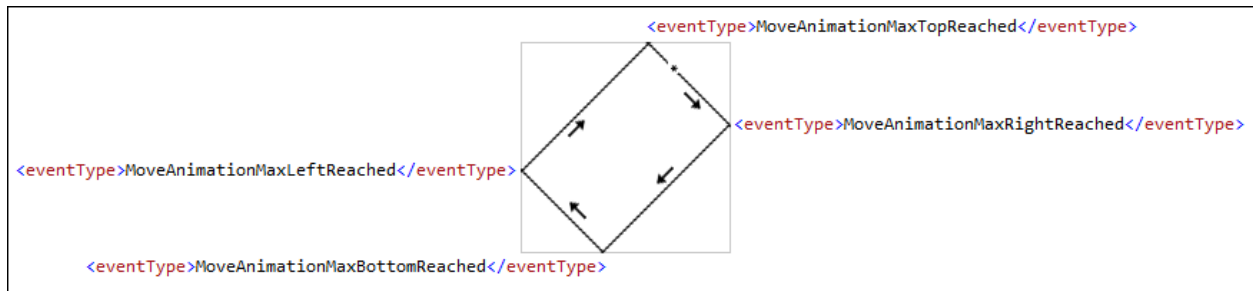 <eventType>MoveAnimationMaxTopReached</eventType>
<eventType>MoveAnimationMaxRightReached</eventType>
<eventType>MoveAnimationMaxLeftReached</eventType>
<eventType>MoveAnimationMaxBottomReached</eventType>